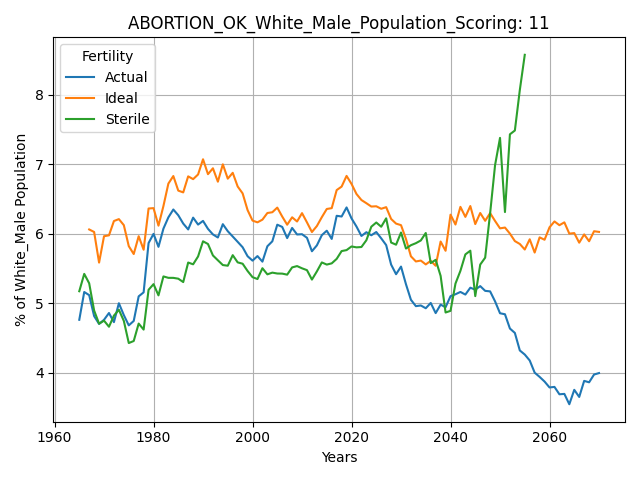 ABORTION_OK_White_Male_Population_Scoring: 11
Fertility
Actual
Ideal
Sterile
% of White_Male Population
8
7
6
5
4
1960 1980 2000 2020 2040 2060
Years